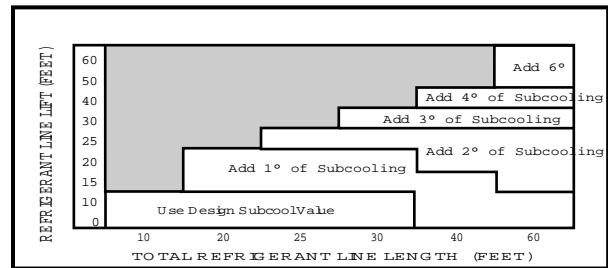 REFRIGERANT LINE LIFT (FEET)
60
50
40
30
25
20
15
10
0
Add 6°
Add 4° of Subcooling
Add 3° of Subcooling
Add 2° of Subcooling
Add 1° of Subcooling
Use Design Subcool Value
10 20 25 30 40 60
TOTAL REFRIGERANT LINE LENGTH (FEET)